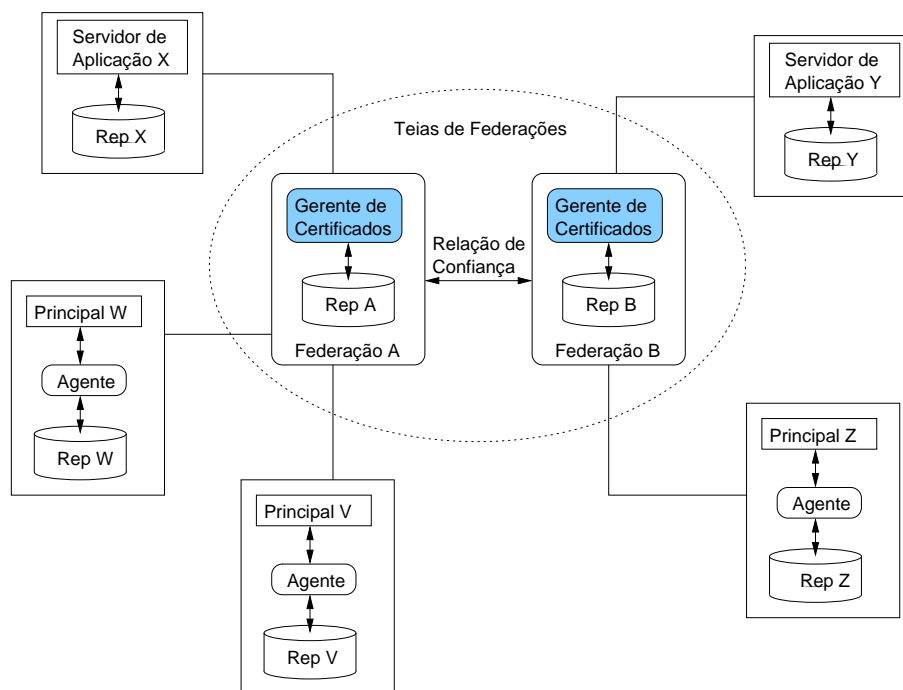 Servidor de
Aplicação X
Rep X
Servidor de
Aplicação Y
Rep Y
Teias de Federações
Gerente de
Certificados
Rep A
Federação A
Relação de
Confiança
Gerente de
Certificados
Rep B
Federação B
Principal W
Agente
Rep W
Principal V
Agente
Rep V
Principal Z
Agente
Rep Z